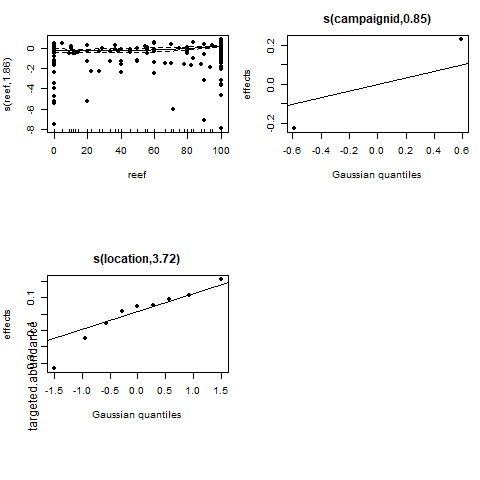 s(reef,1.86)
0
-2
-4
-6
-8
0 20 40 60 80 100
reef
s(campaignid,0.85)
effects
0.2
0.0
-0.2
-0.6 -0.4 -0.2 0.0 0.2 0.4 0.6
Gaussian quantiles
s(location,3.72)
effects
targeted.abundance
0.1
-1.5 -1.0 -0.5 0.0 0.5 1.0 1.5
Gaussian quantiles